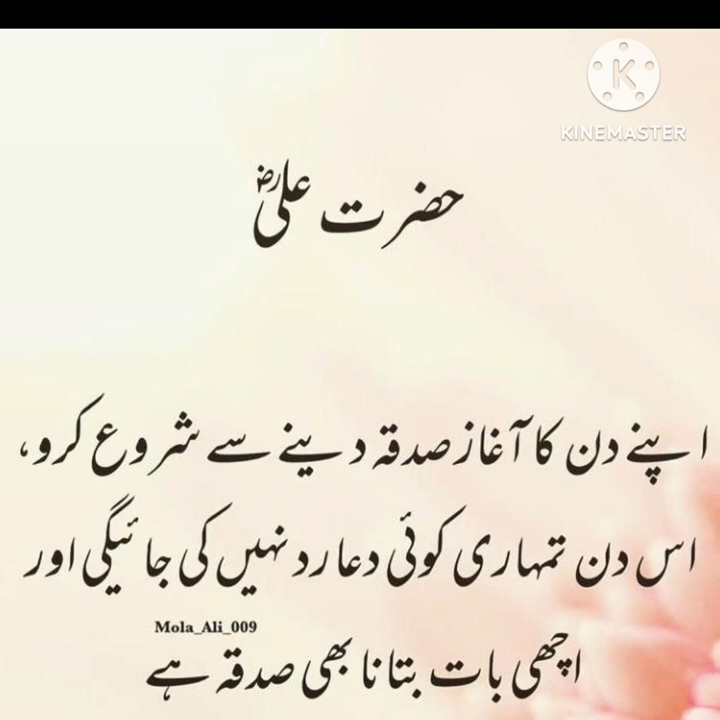 KINEMASTER
حضرت علیؓ
اپنے دن کا آغاز صدقہ دینے سے شروع کرو،
اس دن تمہاری کوئی دعا رد نہیں کی جائیگی اور
Mola_Ali_009
اچھی بات بتانا بھی صدقہ ہے